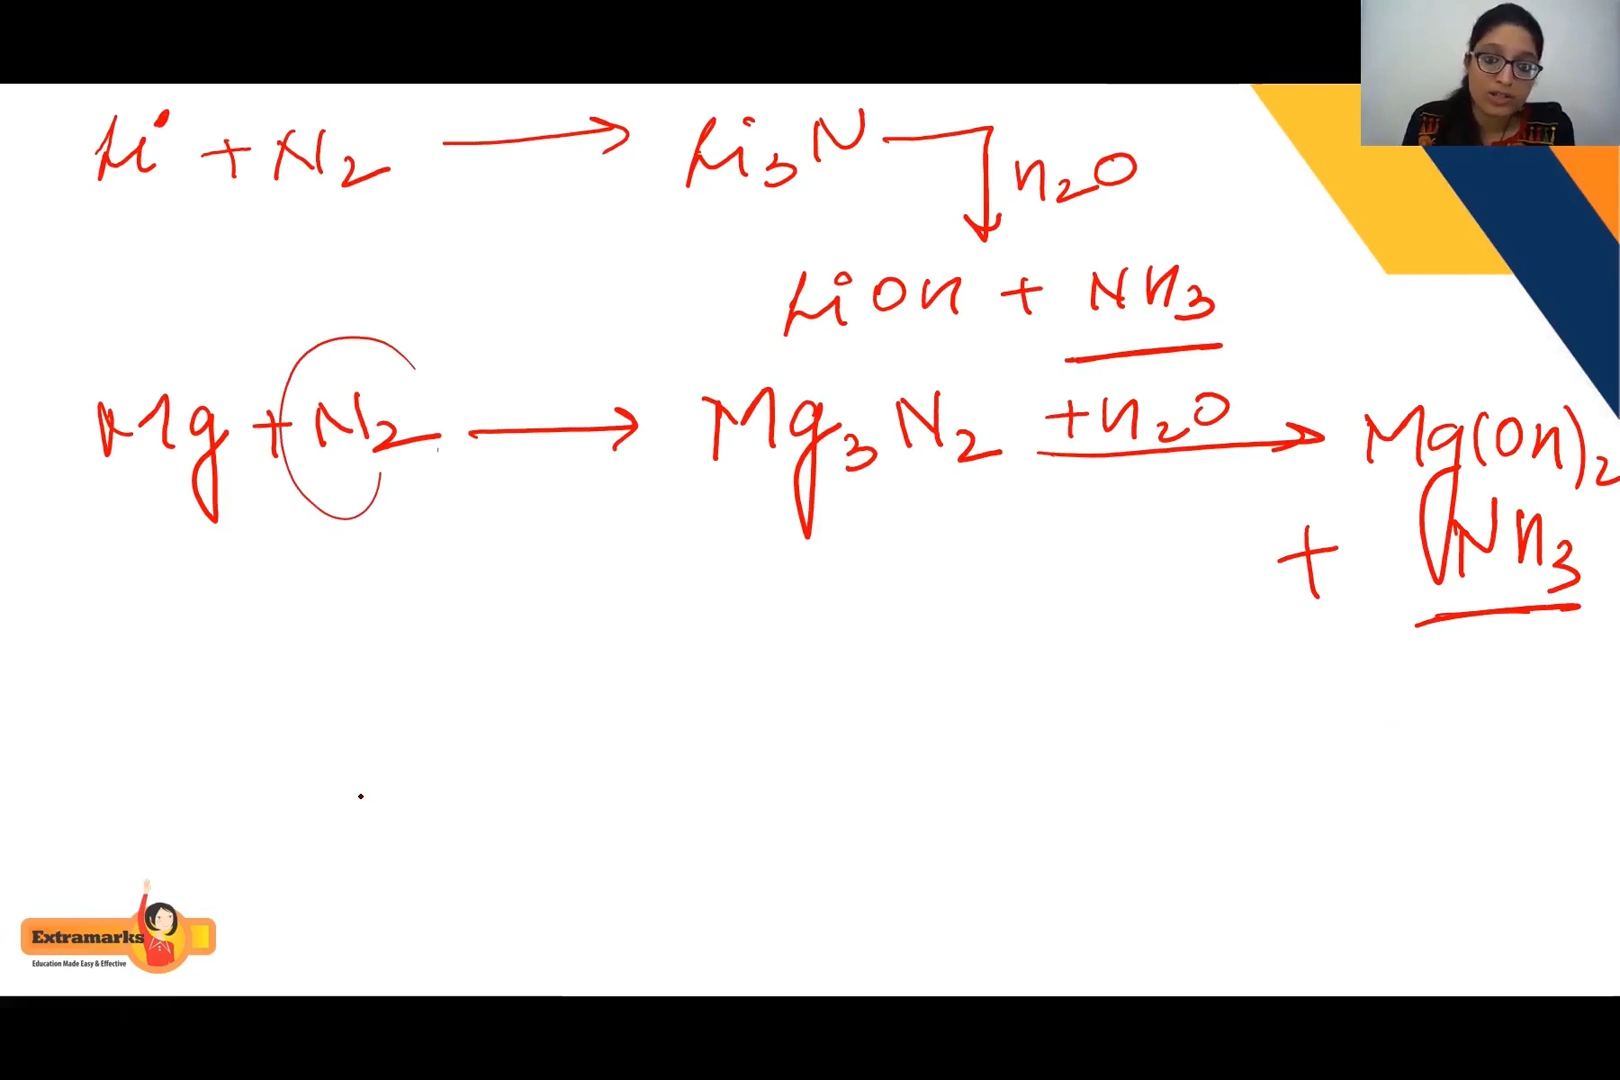 Li + N2 → Li3N
H2O
LiOH + NH3
Mg + N2 → Mg3N2 +H2O → Mg(OH)2
+ NH3
Extramarks
Education Made Easy & Effective